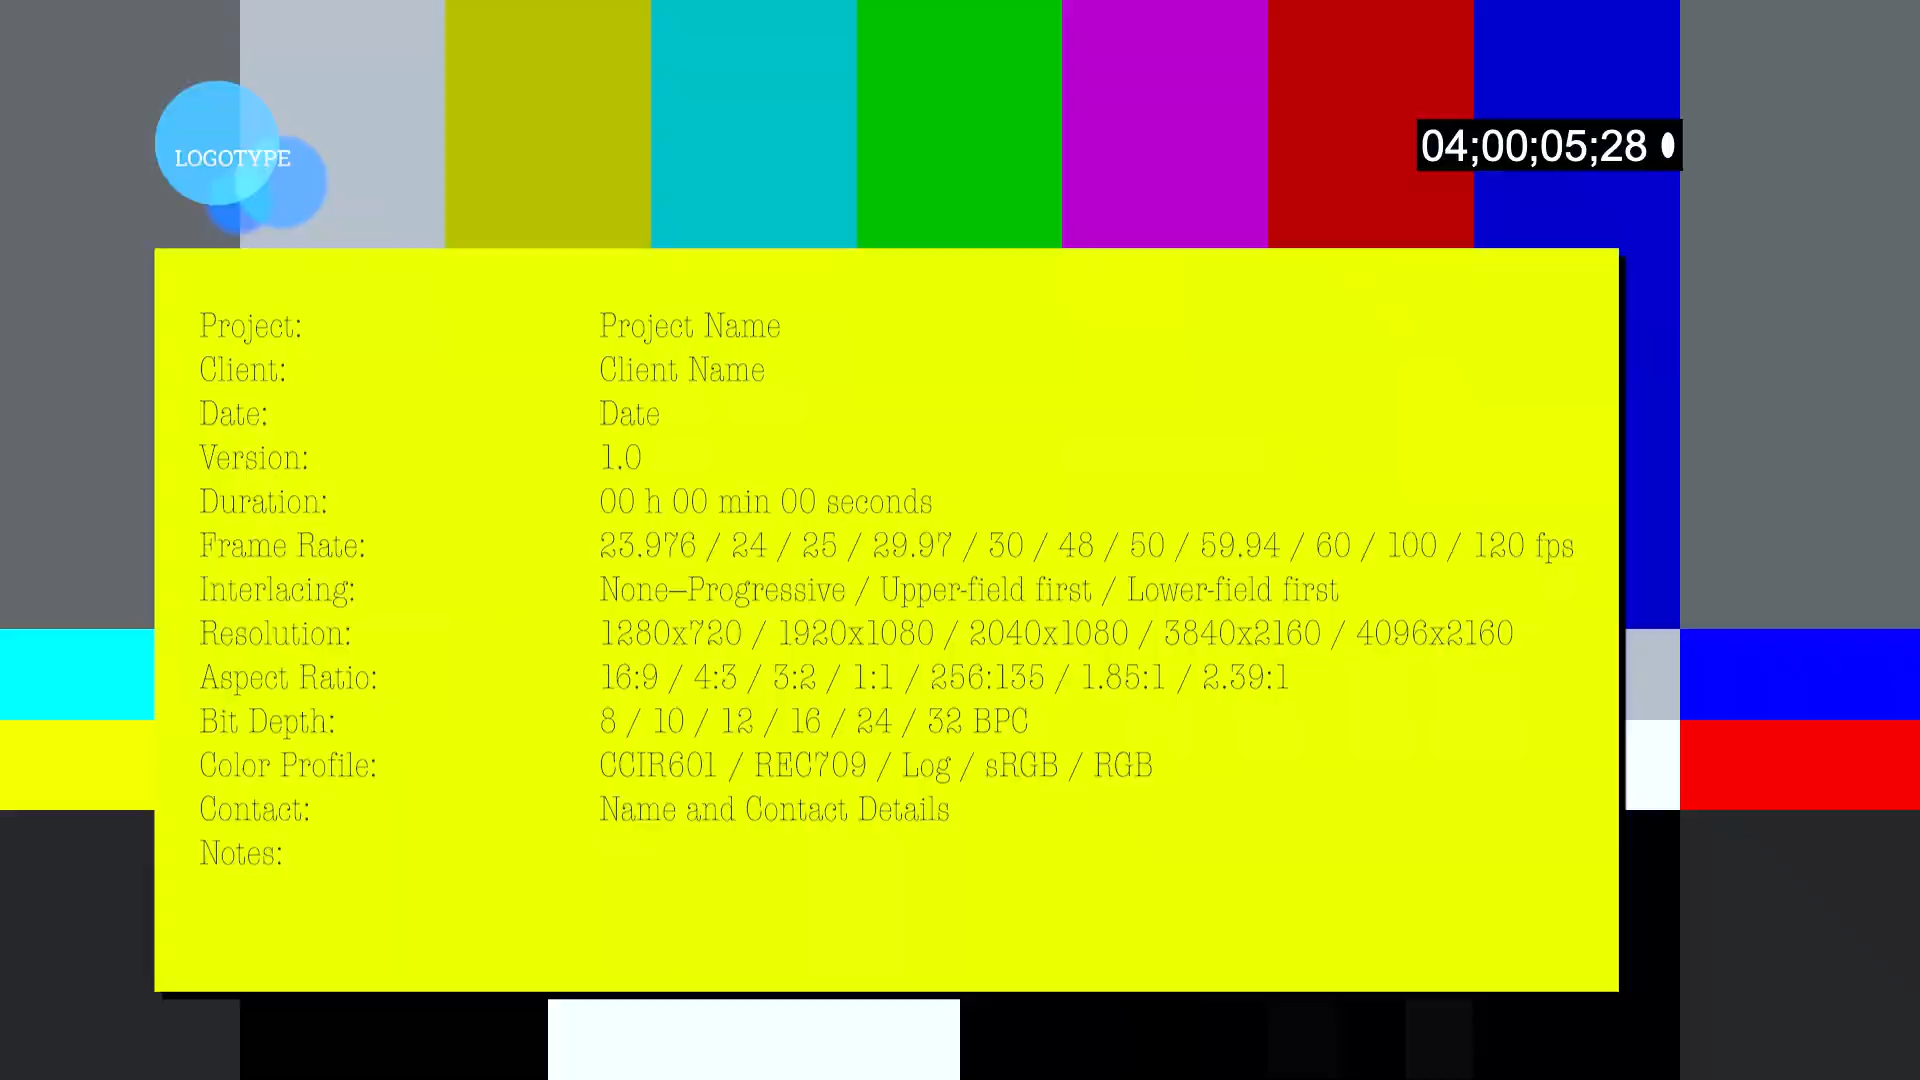 LOGOTYPE
04;00;05;28
Project: Project Name
Client: Client Name
Date: Date
Version: 1.0
Duration: 00 h 00 min 00 seconds
Frame Rate: 23.976 / 24 / 25 / 29.97 / 30 / 48 / 50 / 59.94 / 60 / 100 / 120 fps
Interlacing: None—Progressive / Upper-field first / Lower-field first
Resolution: 1280x720 / 1920x1080 / 2040x1080 / 3840x2160 / 4096x2160
Aspect Ratio: 16:9 / 4:3 / 3:2 / 1:1 / 256:135 / 1.85:1 / 2.39:1
Bit Depth: 8 / 10 / 12 / 16 / 24 / 32 BPC
Color Profile: CCIR601 / REC709 / Log / sRGB / RGB
Contact: Name and Contact Details
Notes: